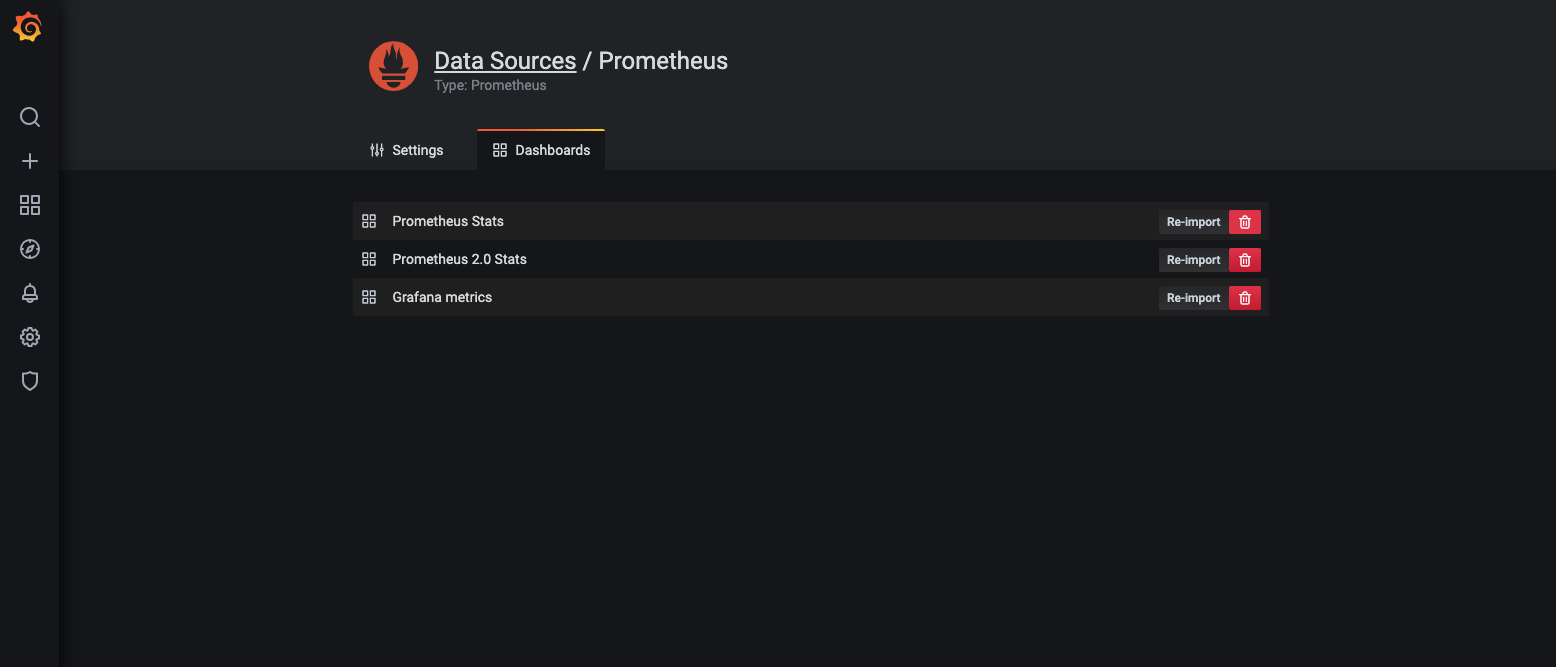 Data Sources / Prometheus
Type: Prometheus
Settings
Dashboards
Prometheus Stats
Re-import
Prometheus 2.0 Stats
Re-import
Grafana metrics
Re-import